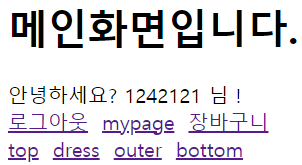 메인화면입니다.
안녕하세요? 1242121 님 !
로그아웃 mypage 장바구니
top dress outer bottom